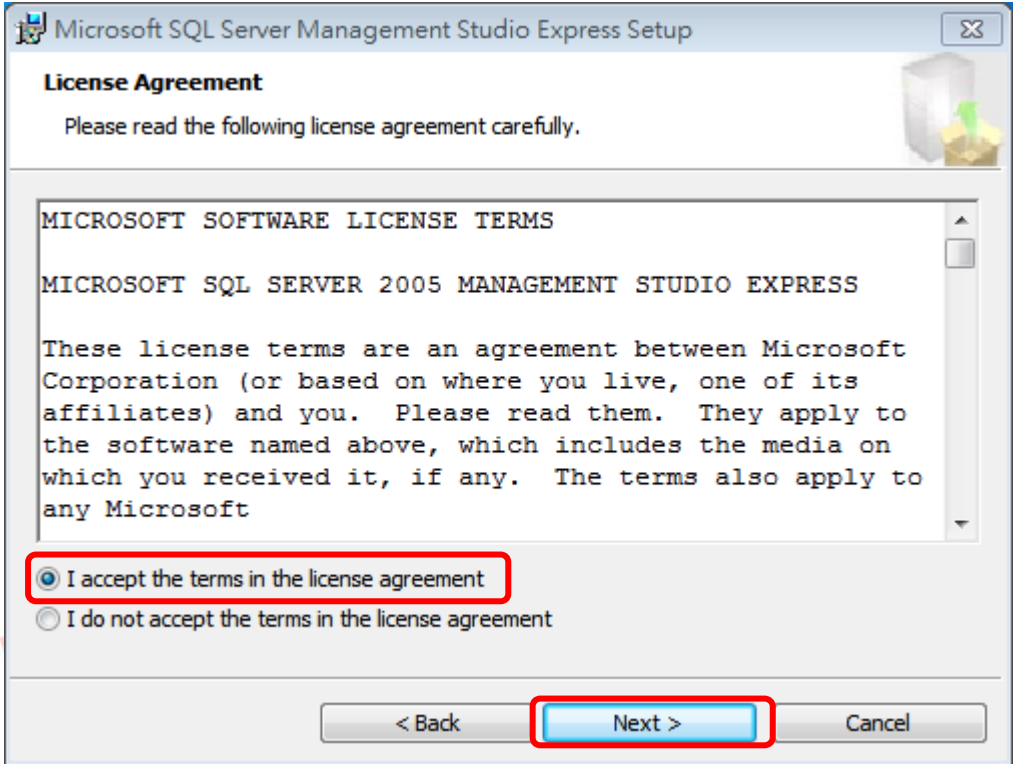 Microsoft SQL Server Management Studio Express Setup
License Agreement
Please read the following license agreement carefully.
MICROSOFT SOFTWARE LICENSE TERMS
MICROSOFT SQL SERVER 2005 MANAGEMENT STUDIO EXPRESS
These license terms are an agreement between Microsoft
Corporation (or based on where you live, one of its
affiliates) and you.  Please read them.  They apply to
the software named above, which includes the media on
which you received it, if any.  The terms also apply to
any Microsoft
I accept the terms in the license agreement
I do not accept the terms in the license agreement
< Back
Next >
Cancel